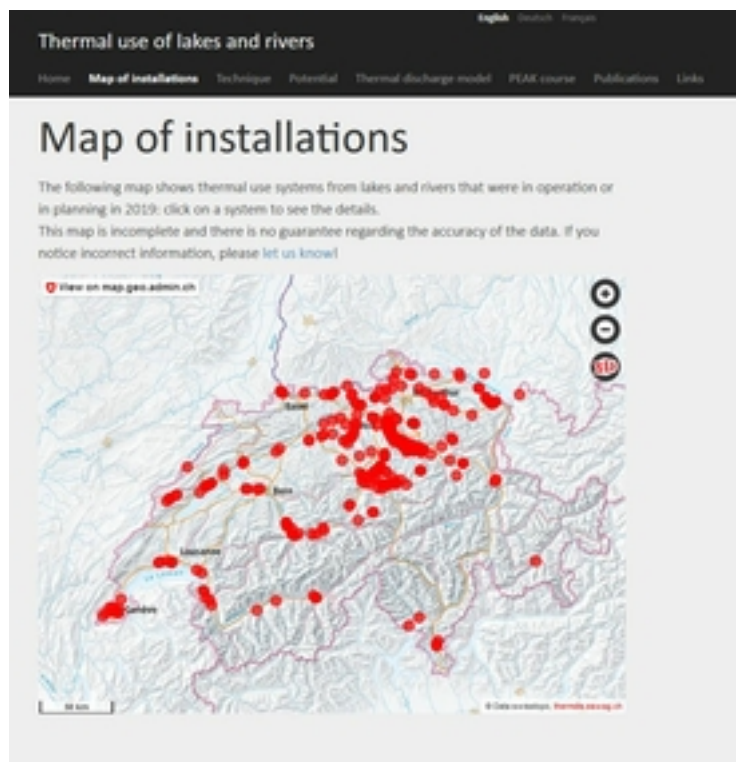 English Deutsch Français
Thermal use of lakes and rivers
Home Map of installations Technique Potential Thermal discharge model PEAK course Publications Links
Map of installations
The following map shows thermal use systems from lakes and rivers that were in operation or
in planning in 2019: click on a system to see the details.
This map is incomplete and there is no guarantee regarding the accuracy of the data. If you
notice incorrect information, please let us know!
View on map.geo.admin.ch
3D
Basel
Bern
Lausanne
Genève